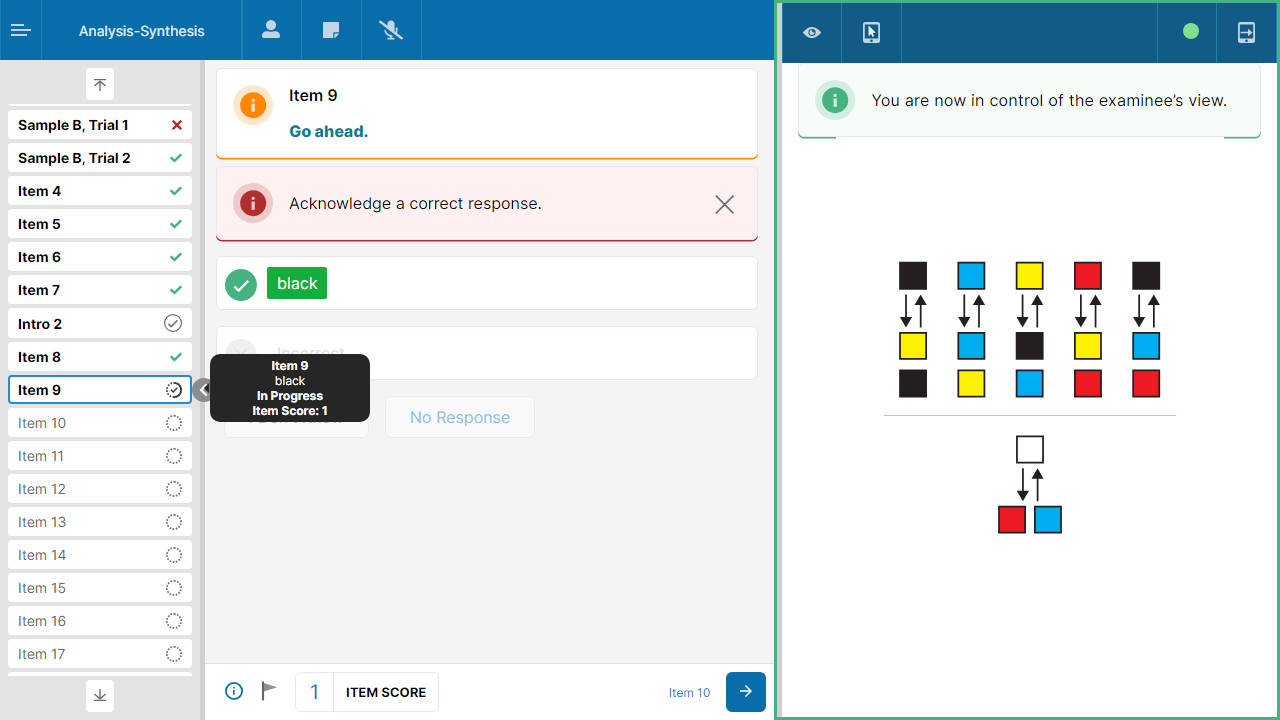 Analysis-Synthesis
Sample B, Trial 1
Sample B, Trial 2
Item 4
Item 5
Item 6
Item 7
Intro 2
Item 8
Item 9
Item 10
Item 11
Item 12
Item 13
Item 14
Item 15
Item 16
Item 17
Item 9
Go ahead.
Acknowledge a correct response.
black
Incorrect
Item 9
black
In Progress
Item Score: 1
No Response
1 ITEM SCORE
Item 10
You are now in control of the examinee’s view.